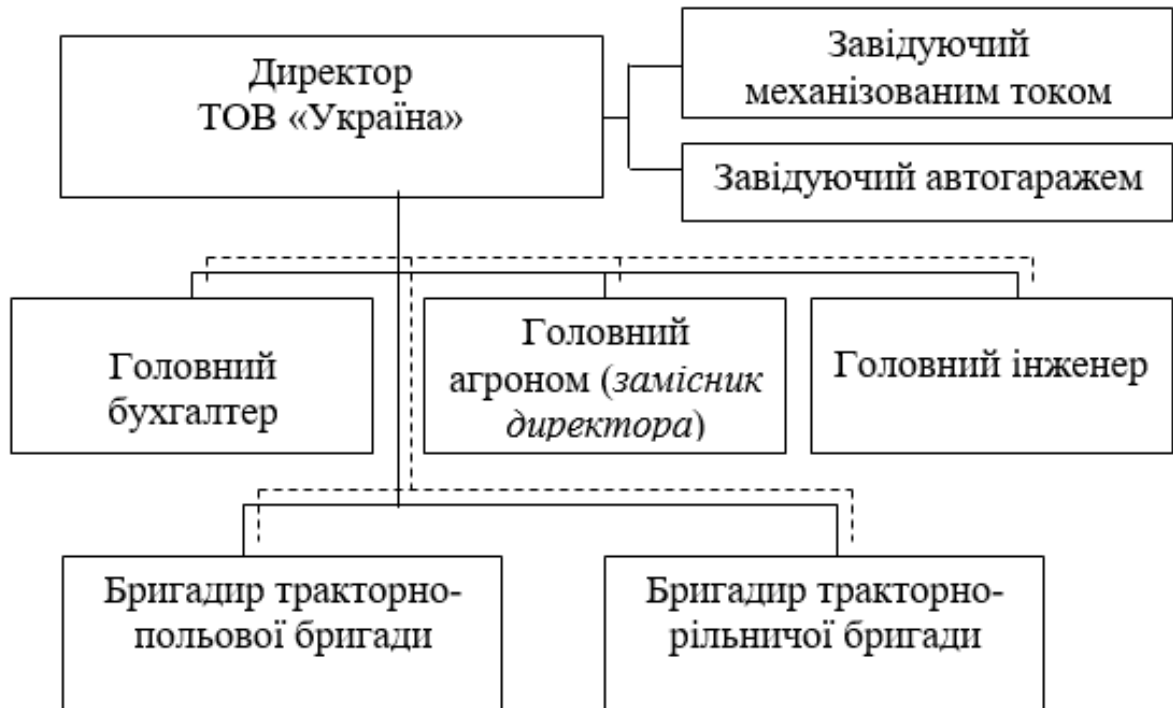 Директор
ТОВ «Україна»
Завідуючий
механізованим током
Завідуючий автогаражем
Головний
бухгалтер
Головний
агроном (замісник
директора)
Головний інженер
Бригадир тракторно-
польової бригади
Бригадир тракторно-
рільничої бригади